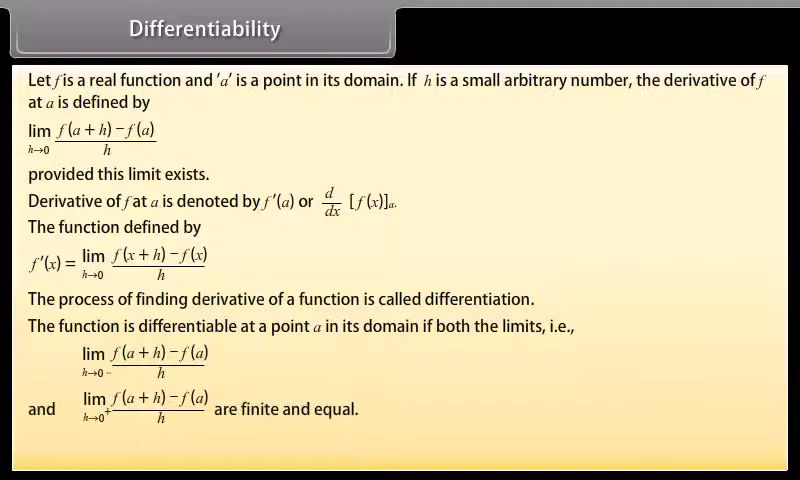 Differentiability
Let f is a real function and 'a' is a point in its domain. If h is a small arbitrary number, the derivative of f
at a is defined by
lim h→0 f(a + h) − f(a) / h
provided this limit exists.
Derivative of f at a is denoted by f'(a) or d/dx [f(x)]a.
The function defined by
f'(x) = lim h→0 f(x + h) − f(x) / h
The process of finding derivative of a function is called differentiation.
The function is differentiable at a point a in its domain if both the limits, i.e.,
lim h→0− f(a + h) − f(a) / h
and lim h→0+ f(a + h) − f(a) / h are finite and equal.